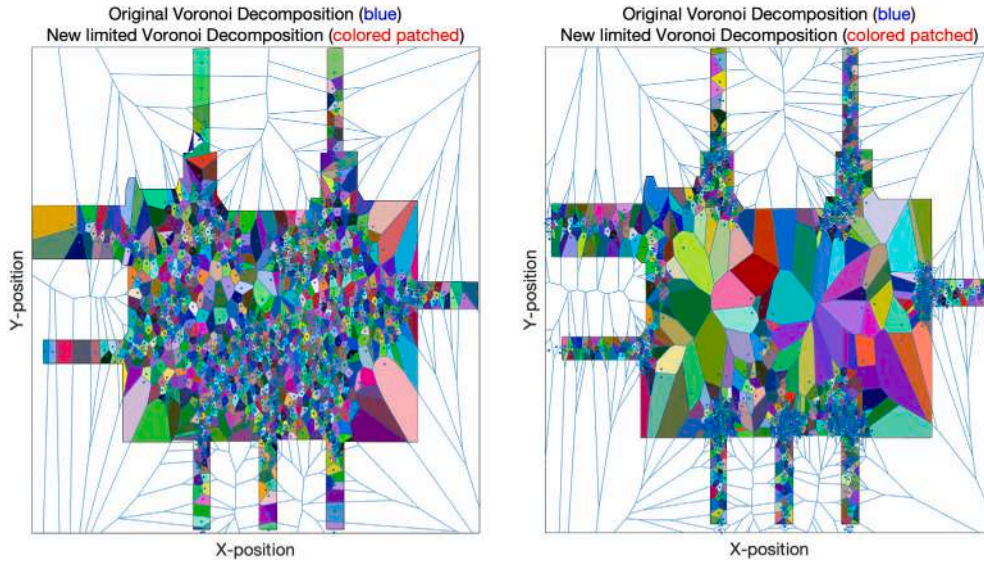 Original Voronoi Decomposition (blue)
New limited Voronoi Decomposition (colored patched)
Y-position
X-position
Original Voronoi Decomposition (blue)
New limited Voronoi Decomposition (colored patched)
Y-position
X-position